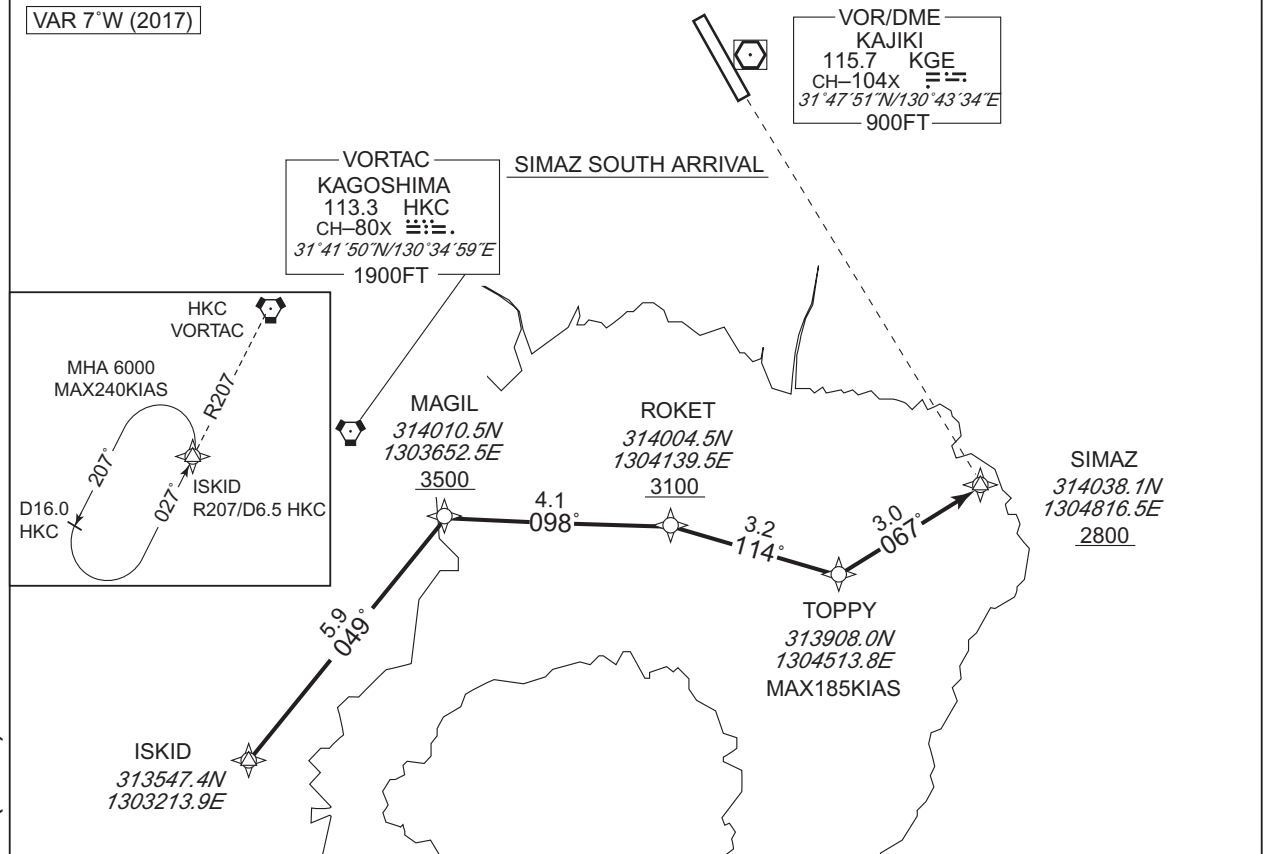 VAR 7°W (2017)
VOR/DME
KAJIKI
115.7 KGE
CH–104X
31°47´51˝N/130°43´34˝E
900FT
VORTAC
KAGOSHIMA
113.3 HKC
CH–80X
31°41´50˝N/130°34´59˝E
1900FT
SIMAZ SOUTH ARRIVAL
HKC
VORTAC
MHA 6000
MAX240KIAS
R207
207°
027°
D16.0
HKC
ISKID
R207/D6.5 HKC
MAGIL
314010.5N
1303652.5E
3500
ROKET
314004.5N
1304139.5E
3100
SIMAZ
314038.1N
1304816.5E
2800
4.1
098°
3.2
114°
3.0
067°
TOPPY
313908.0N
1304513.8E
MAX185KIAS
5.9
049°
ISKID
313547.4N
1303213.9E